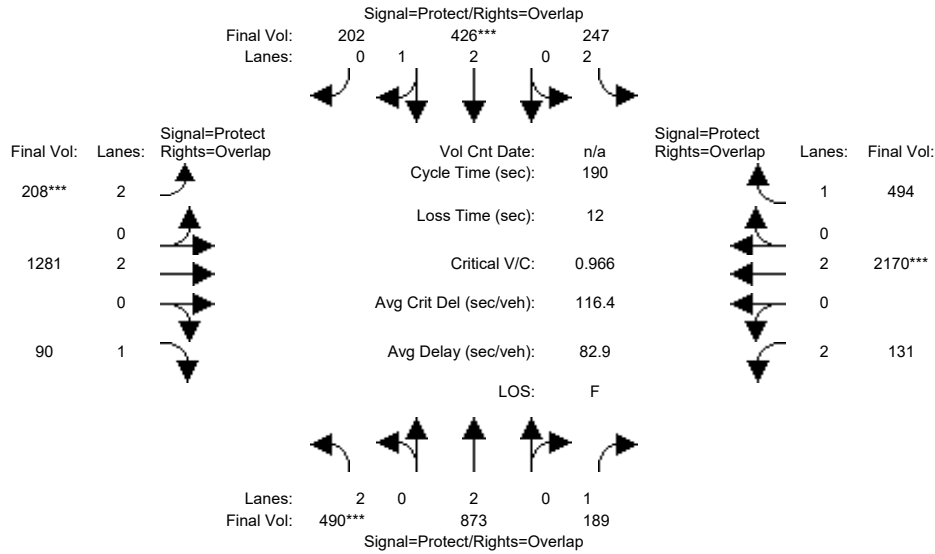 Signal=Protect/Rights=Overlap
Final Vol: 202 426*** 247
Lanes: 0 1 2 0 2
Signal=Protect Signal=Protect
Final Vol: Lanes: Rights=Overlap Vol Cnt Date: n/a Rights=Overlap Lanes: Final Vol:
Cycle Time (sec): 190
208*** 2 1 494
Loss Time (sec): 12
0 0
1281 2 Critical V/C: 0.966 2 2170***
0 Avg Crit Del (sec/veh): 116.4 0
90 1 Avg Delay (sec/veh): 82.9 2 131
LOS: F
Lanes: 2 0 2 0 1
Final Vol: 490*** 873 189
Signal=Protect/Rights=Overlap